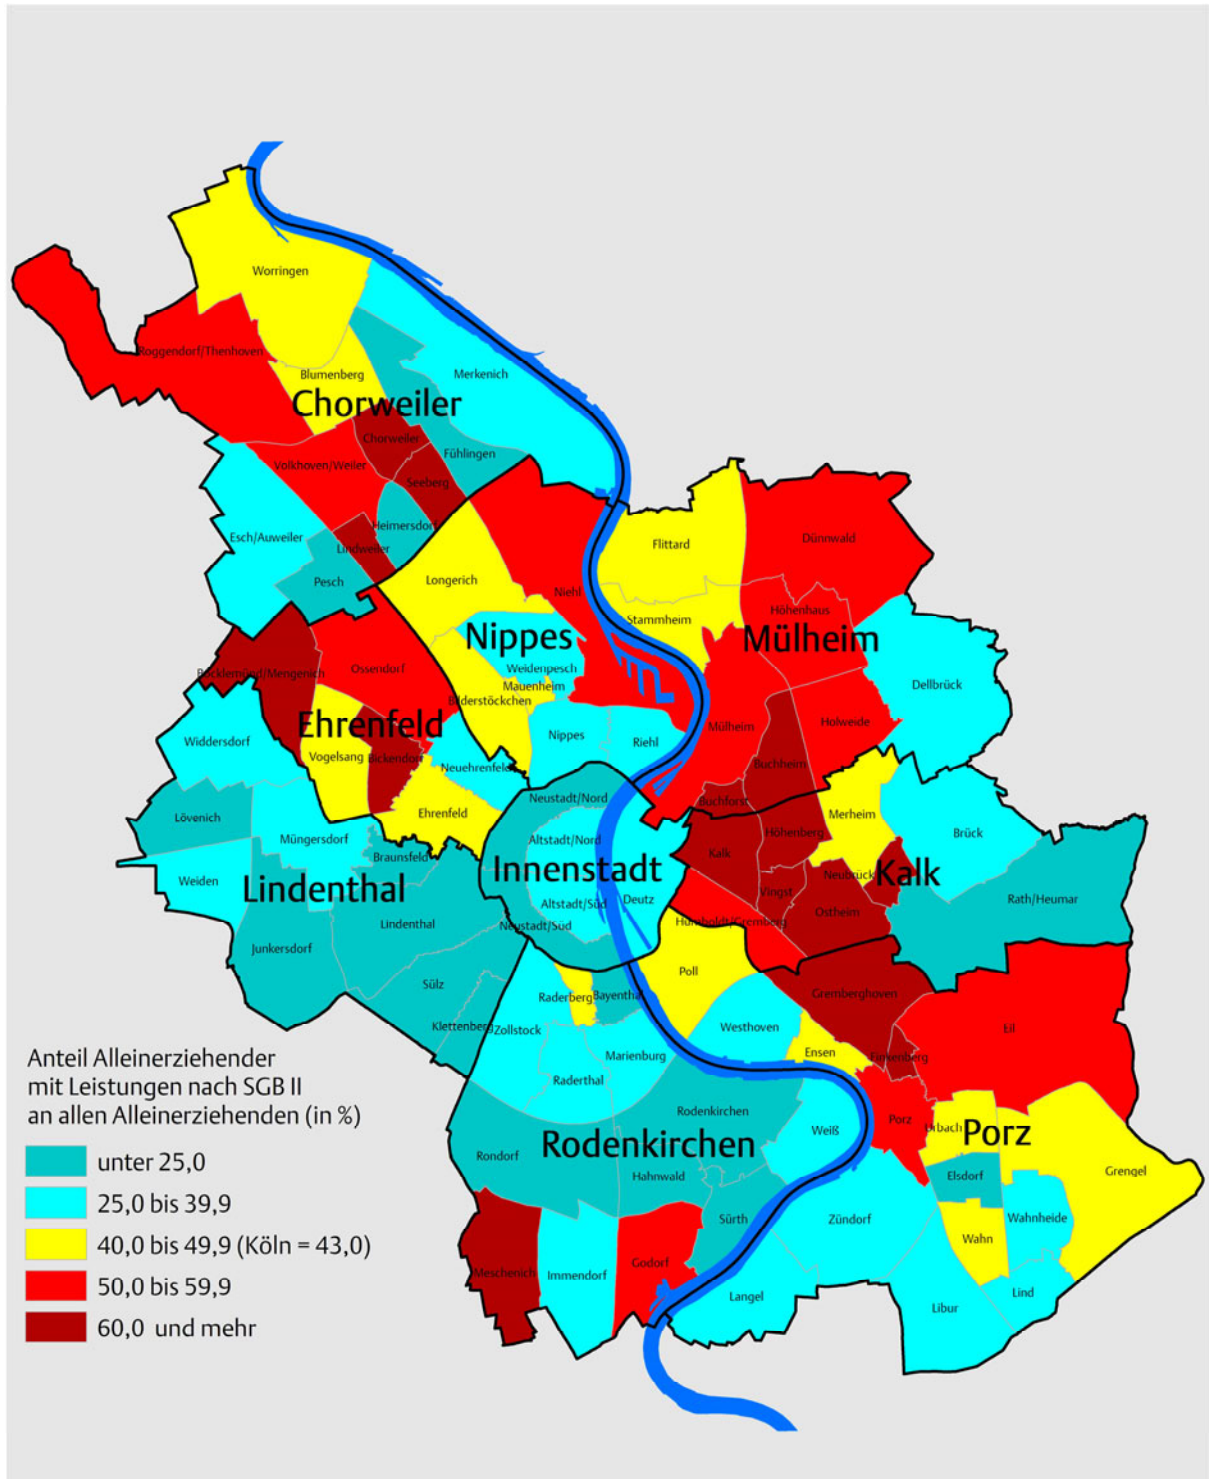 Worringen
Roggendorf/Thenhoven
Blumenberg
Merkenich
Chorweiler
Chorweiler
Fühlingen
Volkhoven/Weiler
Seeberg
Heimersdorf
Esch/Auweiler
Lindweiler
Pesch
Flittard
Dünnwald
Longerich
Niehl
Höhenhaus
Stammheim
Nippes
Mülheim
Weidenpesch
Ossendorf
Bocklemünd/Mengenich
Mauenheim
Bilderstöckchen
Dellbrück
Ehrenfeld
Mülheim
Holweide
Widdersdorf
Nippes
Riehl
Vogelsang
Bickendorf
Neuehrenfeld
Buchheim
Neustadt/Nord
Buchforst
Ehrenfeld
Merheim
Lövenich
Müngersdorf
Altstadt/Nord
Höhenberg
Brück
Braunsfeld
Kalk
Innenstadt
Kalk
Weiden
Lindenthal
Neubrück
Vingst
Rath/Heumar
Altstadt/Süd
Deutz
Ostheim
Lindenthal
Neustadt/Süd
Humboldt/Gremberg
Junkersdorf
Poll
Sülz
Raderberg
Bayenthal
Gremberghoven
Klettenberg
Zollstock
Westhoven
Eil
Ensen
Finkenberg
Marienburg
Raderthal
Rodenkirchen
Porz
Urbach
Porz
Weiß
Rodenkirchen
Rondorf
Hahnwald
Elsdorf
Grengel
Sürth
Zündorf
Wahnheide
Wahn
Godorf
Meschenich
Immendorf
Langel
Libur
Lind
Anteil Alleinerziehender
mit Leistungen nach SGB II
an allen Alleinerziehenden (in %)
unter 25,0
25,0 bis 39,9
40,0 bis 49,9 (Köln = 43,0)
50,0 bis 59,9
60,0 und mehr